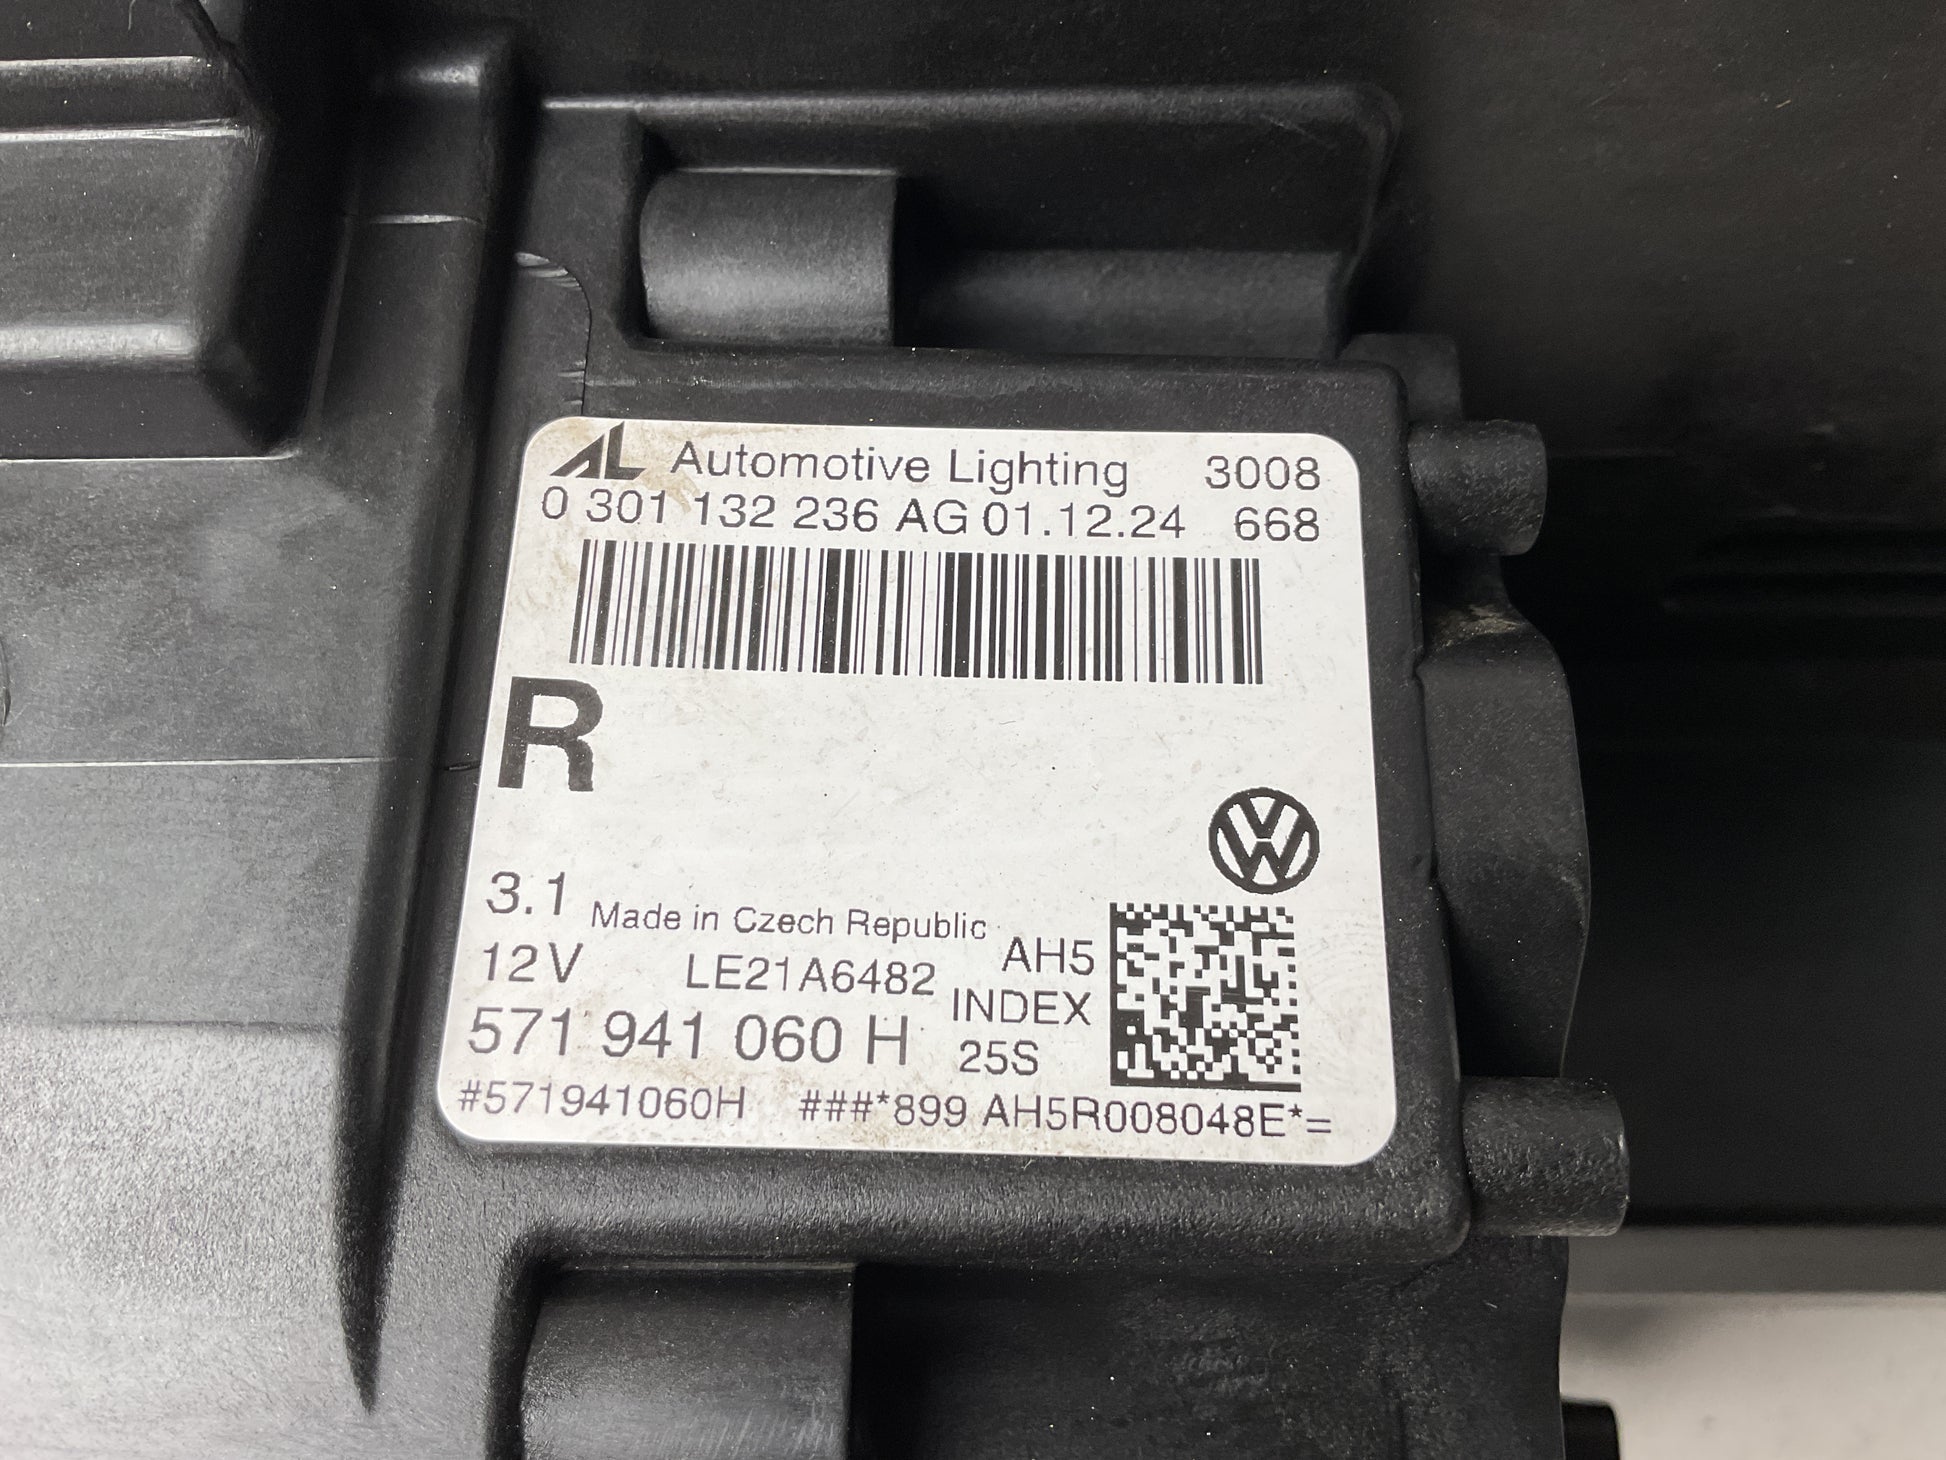 AL Automotive Lighting 3008
0 301 132 236 AG 01.12.24 668
R
3.1 Made in Czech Republic
12V LE21A6482 AH5
571 941 060 H INDEX
25S
#571941060H ###*899 AH5R008048E*=